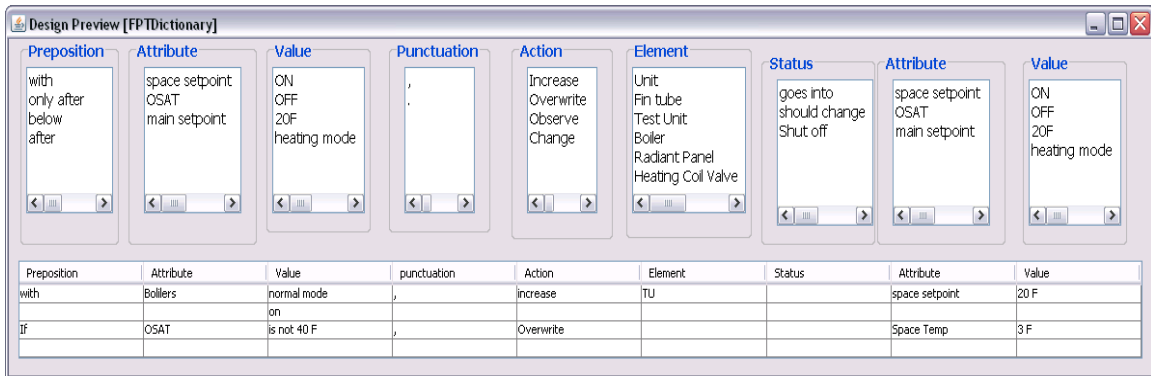 Design Preview [FPTDictionary]
Preposition
with
only after
below
after
Attribute
space setpoint
OSAT
main setpoint
Value
ON
OFF
20F
heating mode
Punctuation
,
.
Action
Increase
Overwrite
Observe
Change
Element
Unit
Fin tube
Test Unit
Boiler
Radiant Panel
Heating Coil Valve
Status
goes into
should change
Shut off
Attribute
space setpoint
OSAT
main setpoint
Value
ON
OFF
20F
heating mode
Preposition Attribute Value punctuation Action Element Status Attribute Value
with Bolilers normal mode , increase TU space setpoint 20 F
on
If OSAT is not 40 F , Overwrite Space Temp 3 F